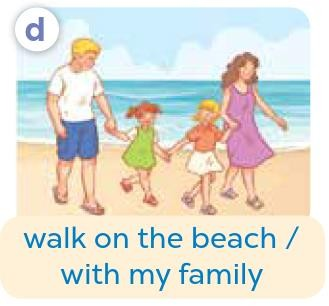 d
walk on the beach /
with my family